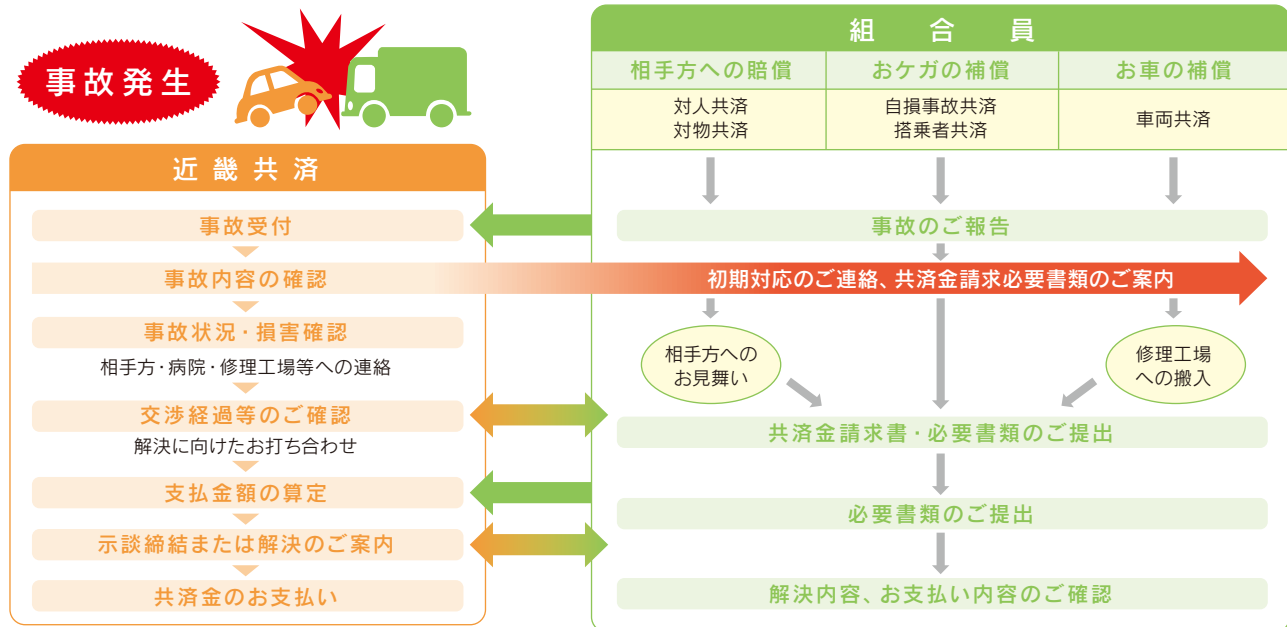 事故発生
近畿共済
事故受付
事故内容の確認
事故状況・損害確認
相手方・病院・修理工場等への連絡
交渉経過等のご確認
解決に向けたお打ち合わせ
支払金額の算定
示談締結または解決のご案内
共済金のお支払い
組合員
相手方への賠償
おケガの補償
お車の補償
対人共済
対物共済
自損事故共済
搭乗者共済
車両共済
事故のご報告
初期対応のご連絡、共済金請求必要書類のご案内
相手方への
お見舞い
修理工場
への搬入
共済金請求書・必要書類のご提出
必要書類のご提出
解決内容、お支払い内容のご確認